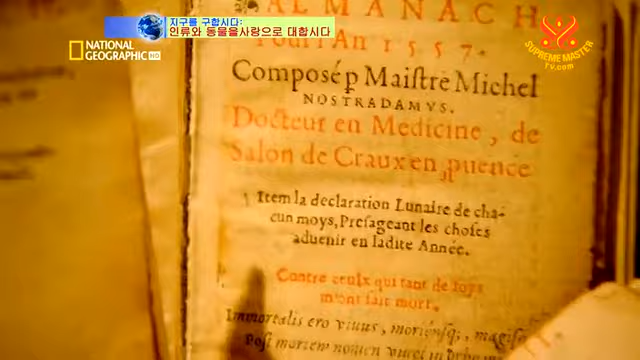 지구를 구합시다:
인류와 동물을사랑으로 대합시다
NATIONAL
GEOGRAPHIC HD
SUPREME MASTER
TV.com
ALMANACH
Pour l'An 1557.
Composé p Maistre Michel
NOSTRADAMVS.
Docteur en Medicine, de
Salon de Craux en puence
Item la declaration Lunaire de cha-
cun moys, Presageant les choses
aduenir en ladite Année.
Contre ceulx qui tant de foys
m'ont fait mort.
Immortalis ero viuus, moriensq;, magis
Post mortem nomen viuet in